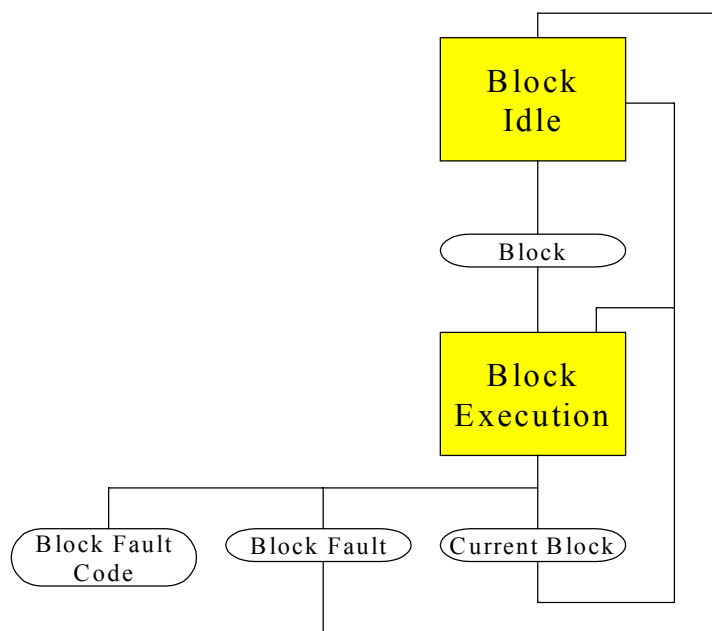 Block
Idle
Block
Block
Execution
Block Fault
Code
Block Fault
Current Block